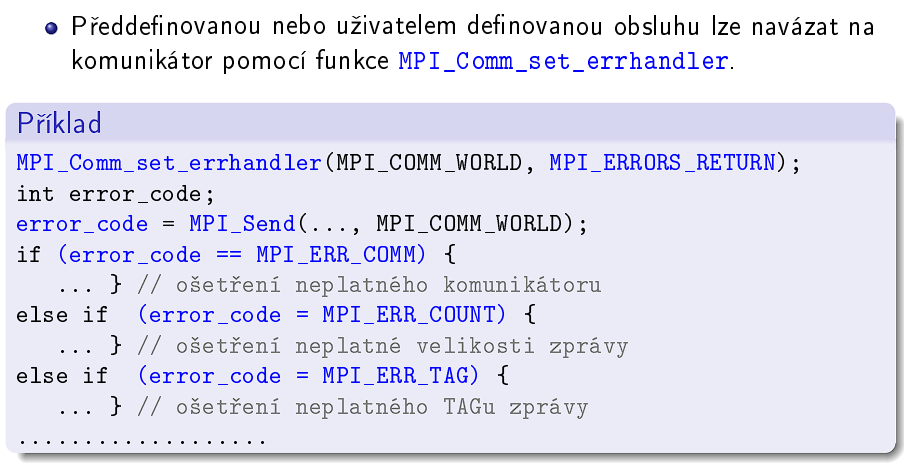 Předdefinovanou nebo uživatelem definovanou obsluhu lze navázat na
komunikátor pomocí funkce MPI_Comm_set_errhandler.
Příklad
MPI_Comm_set_errhandler(MPI_COMM_WORLD, MPI_ERRORS_RETURN);
int error_code;
error_code = MPI_Send(..., MPI_COMM_WORLD);
if (error_code == MPI_ERR_COMM) {
   ... } // ošetření neplatného komunikátoru
else if  (error_code = MPI_ERR_COUNT) {
   ... } // ošetření neplatné velikosti zprávy
else if  (error_code = MPI_ERR_TAG) {
   ... } // ošetření neplatného TAGu zprávy
...................